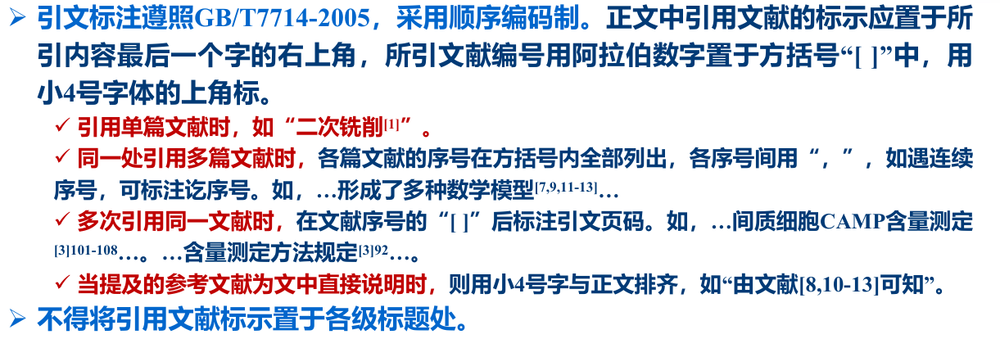 ➢ 引文标注遵照GB/T7714-2005，采用顺序编码制。正文中引用文献的标示应置于所
引内容最后一个字的右上角，所引文献编号用阿拉伯数字置于方括号“[ ]”中，用
小4号字体的上角标。
✓ 引用单篇文献时，如“二次铣削[1]”。
✓ 同一处引用多篇文献时，各篇文献的序号在方括号内全部列出，各序号间用“，”，如遇连续
序号，可标注讫序号。如，…形成了多种数学模型[7,9,11-13]…
✓ 多次引用同一文献时，在文献序号的“[ ]”后标注引文页码。如，…间质细胞CAMP含量测定
[3]101-108…。…含量测定方法规定[3]92…。
✓ 当提及的参考文献为文中直接说明时，则用小4号字与正文排齐，如“由文献[8,10-13]可知”。
➢ 不得将引用文献标示置于各级标题处。